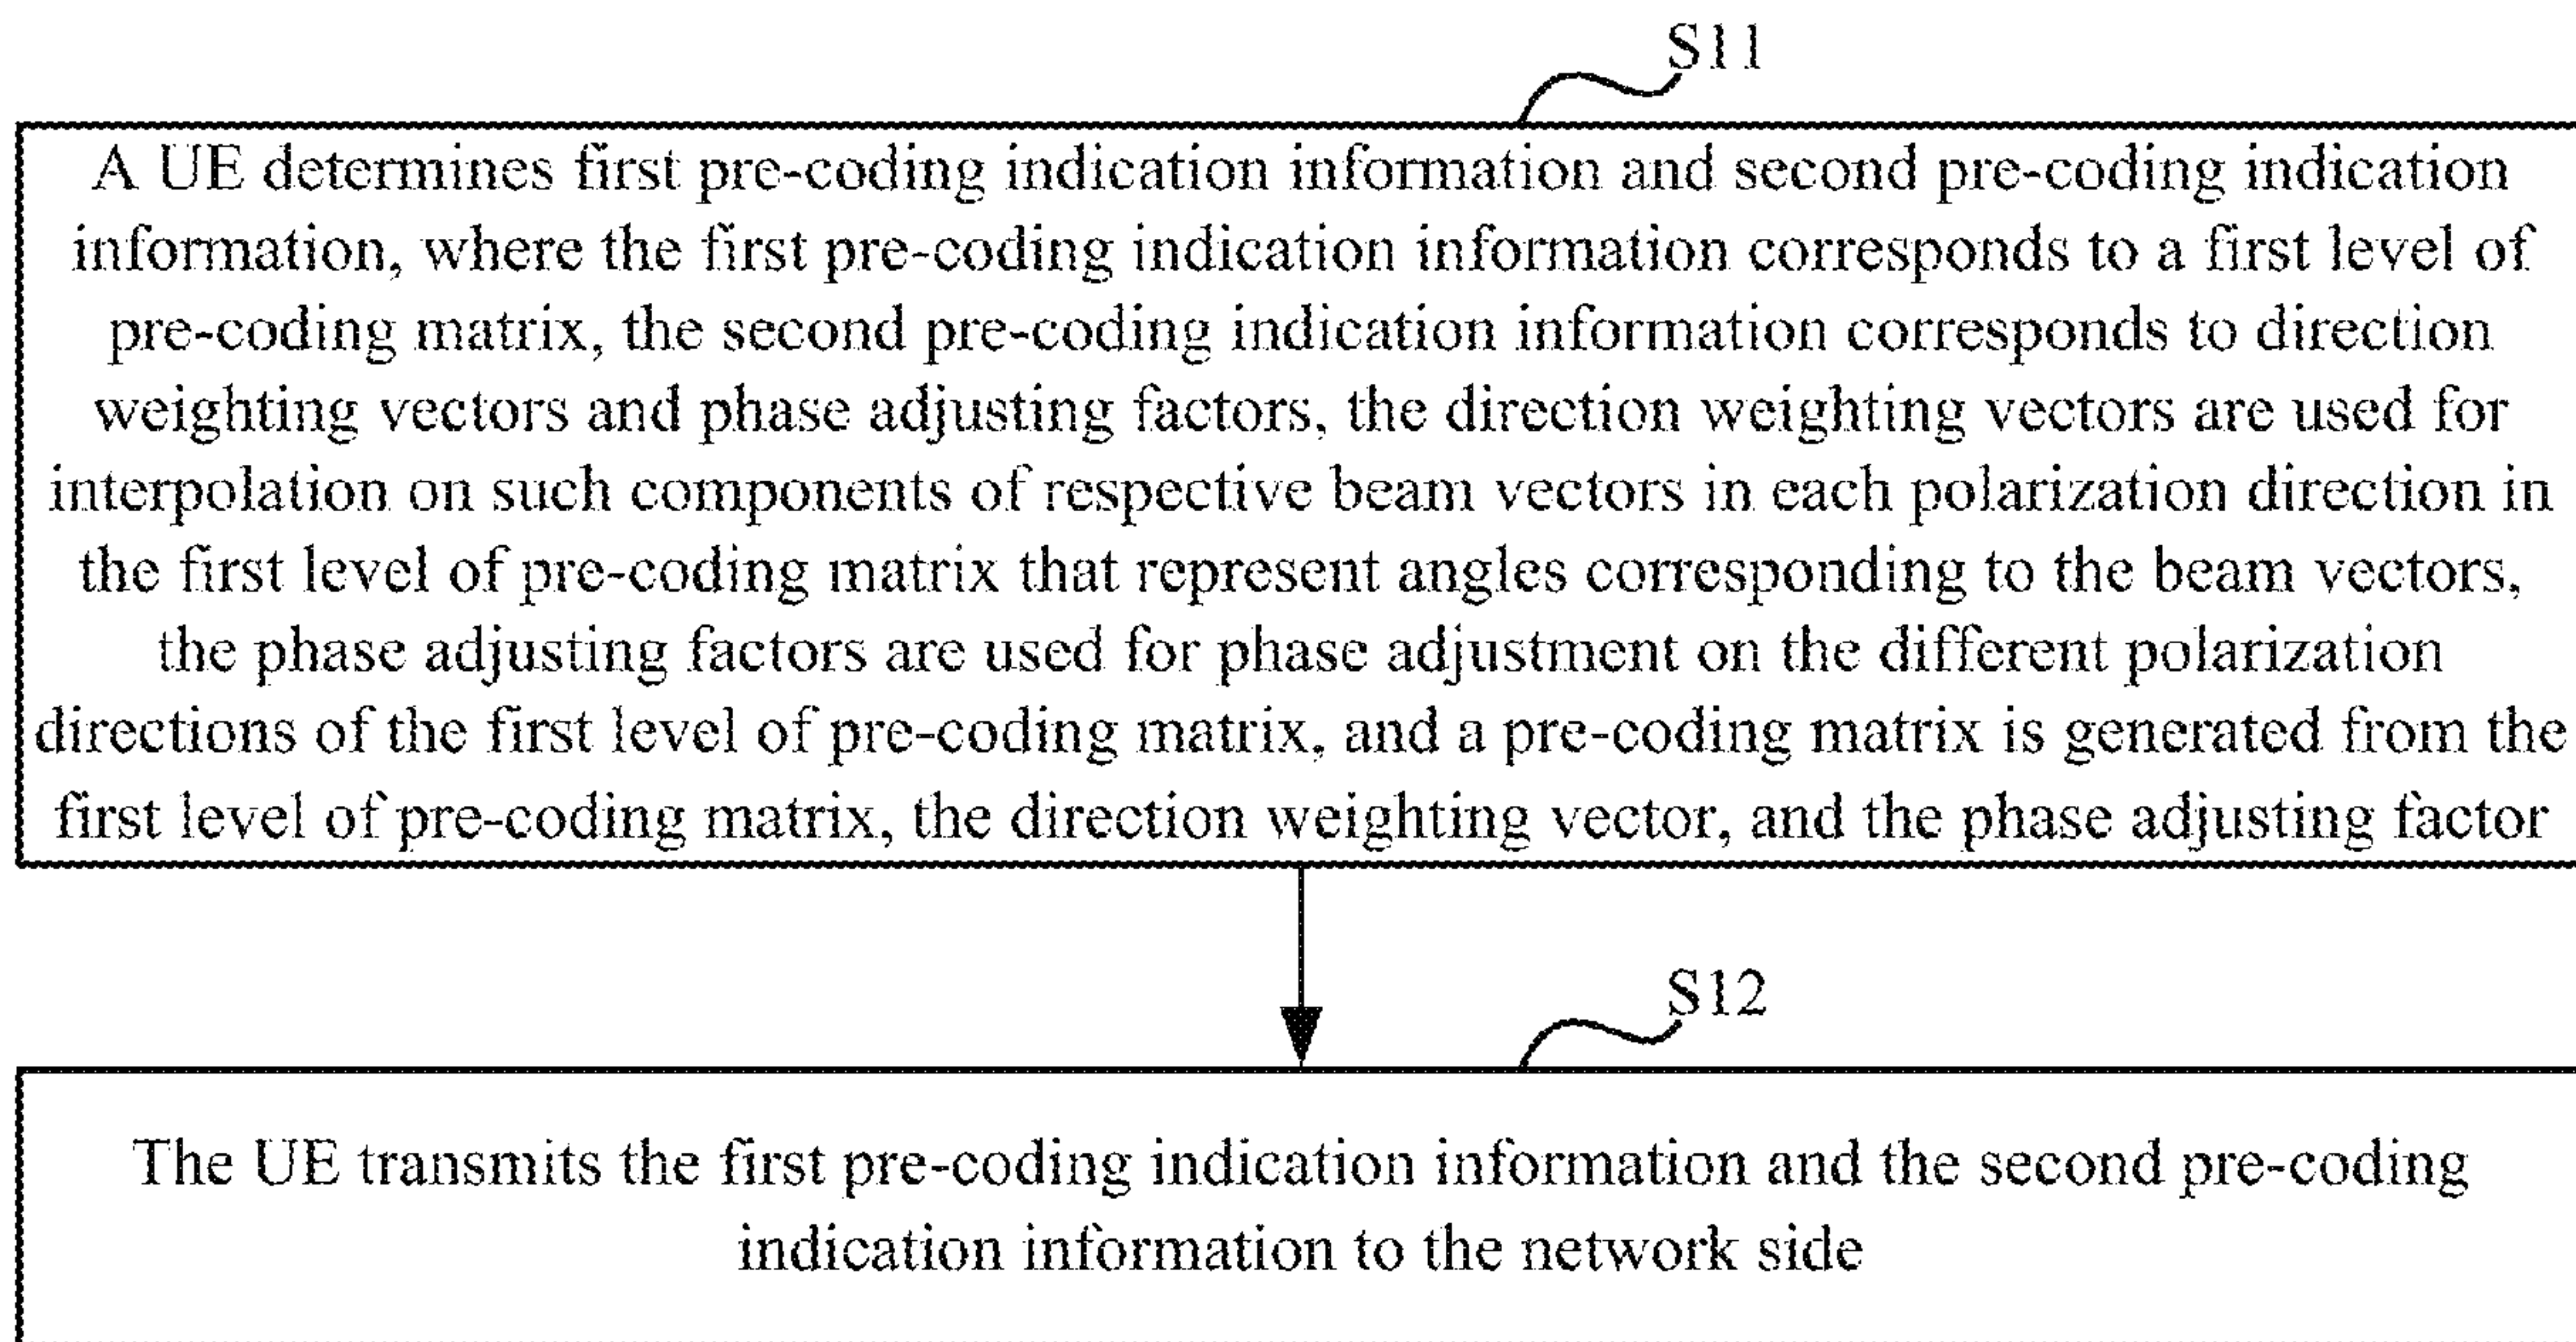 S11
A UE determines first pre-coding indication information and second pre-coding indication
information, where the first pre-coding indication information corresponds to a first level of
pre-coding matrix, the second pre-coding indication information corresponds to direction
weighting vectors and phase adjusting factors, the direction weighting vectors are used for
interpolation on such components of respective beam vectors in each polarization direction in
the first level of pre-coding matrix that represent angles corresponding to the beam vectors,
the phase adjusting factors are used for phase adjustment on the different polarization
directions of the first level of pre-coding matrix, and a pre-coding matrix is generated from the
first level of pre-coding matrix, the direction weighting vector, and the phase adjusting factor
S12
The UE transmits the first pre-coding indication information and the second pre-coding
indication information to the network side